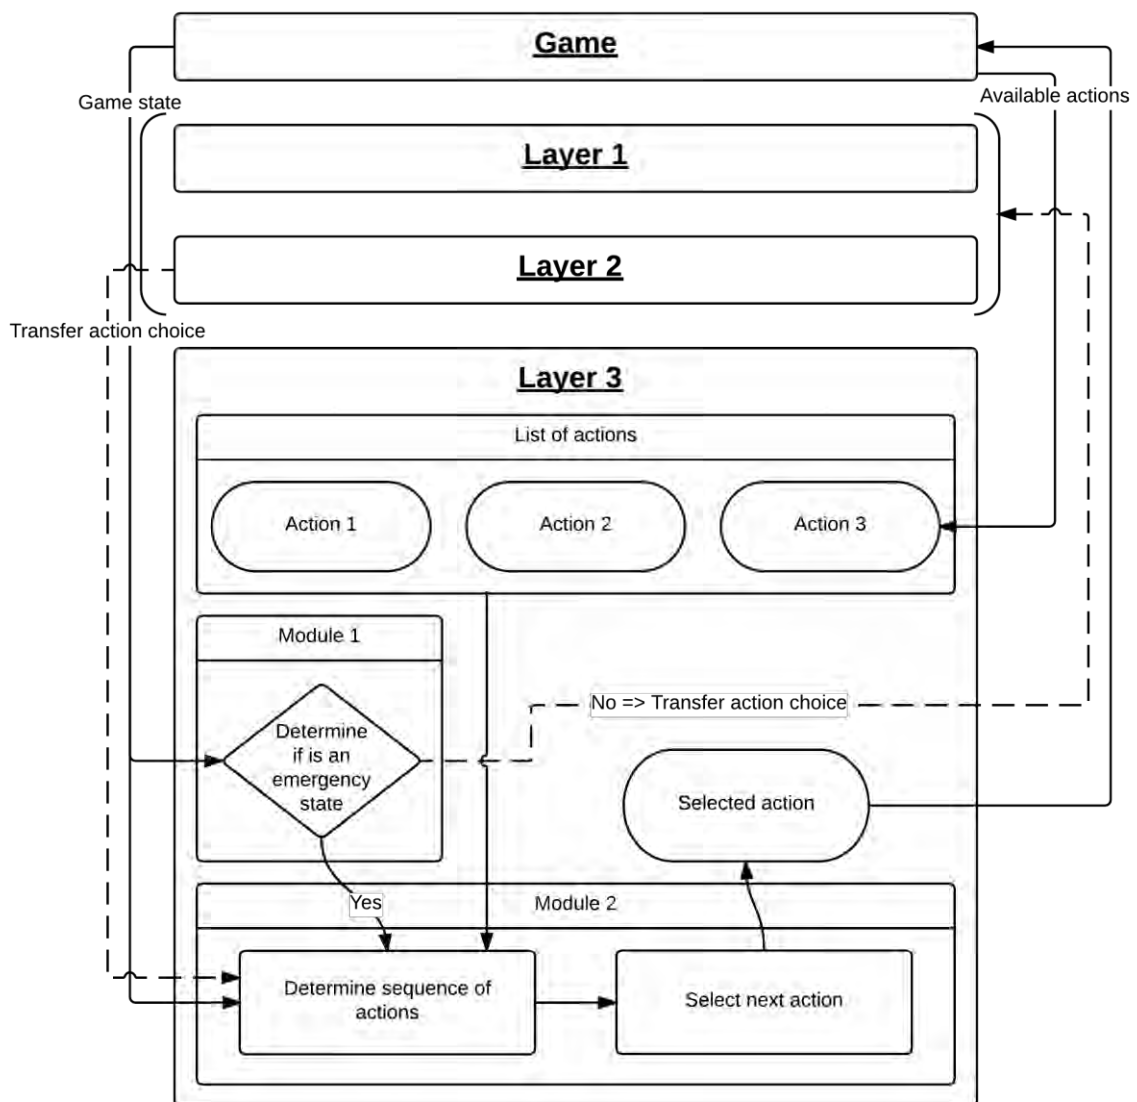 Game
Game state
Available actions
Layer 1
Layer 2
Transfer action choice
Layer 3
List of actions
Action 1
Action 2
Action 3
Module 1
Determine
if is an
emergency
state
No => Transfer action choice
Selected action
Yes
Module 2
Determine sequence of
actions
Select next action